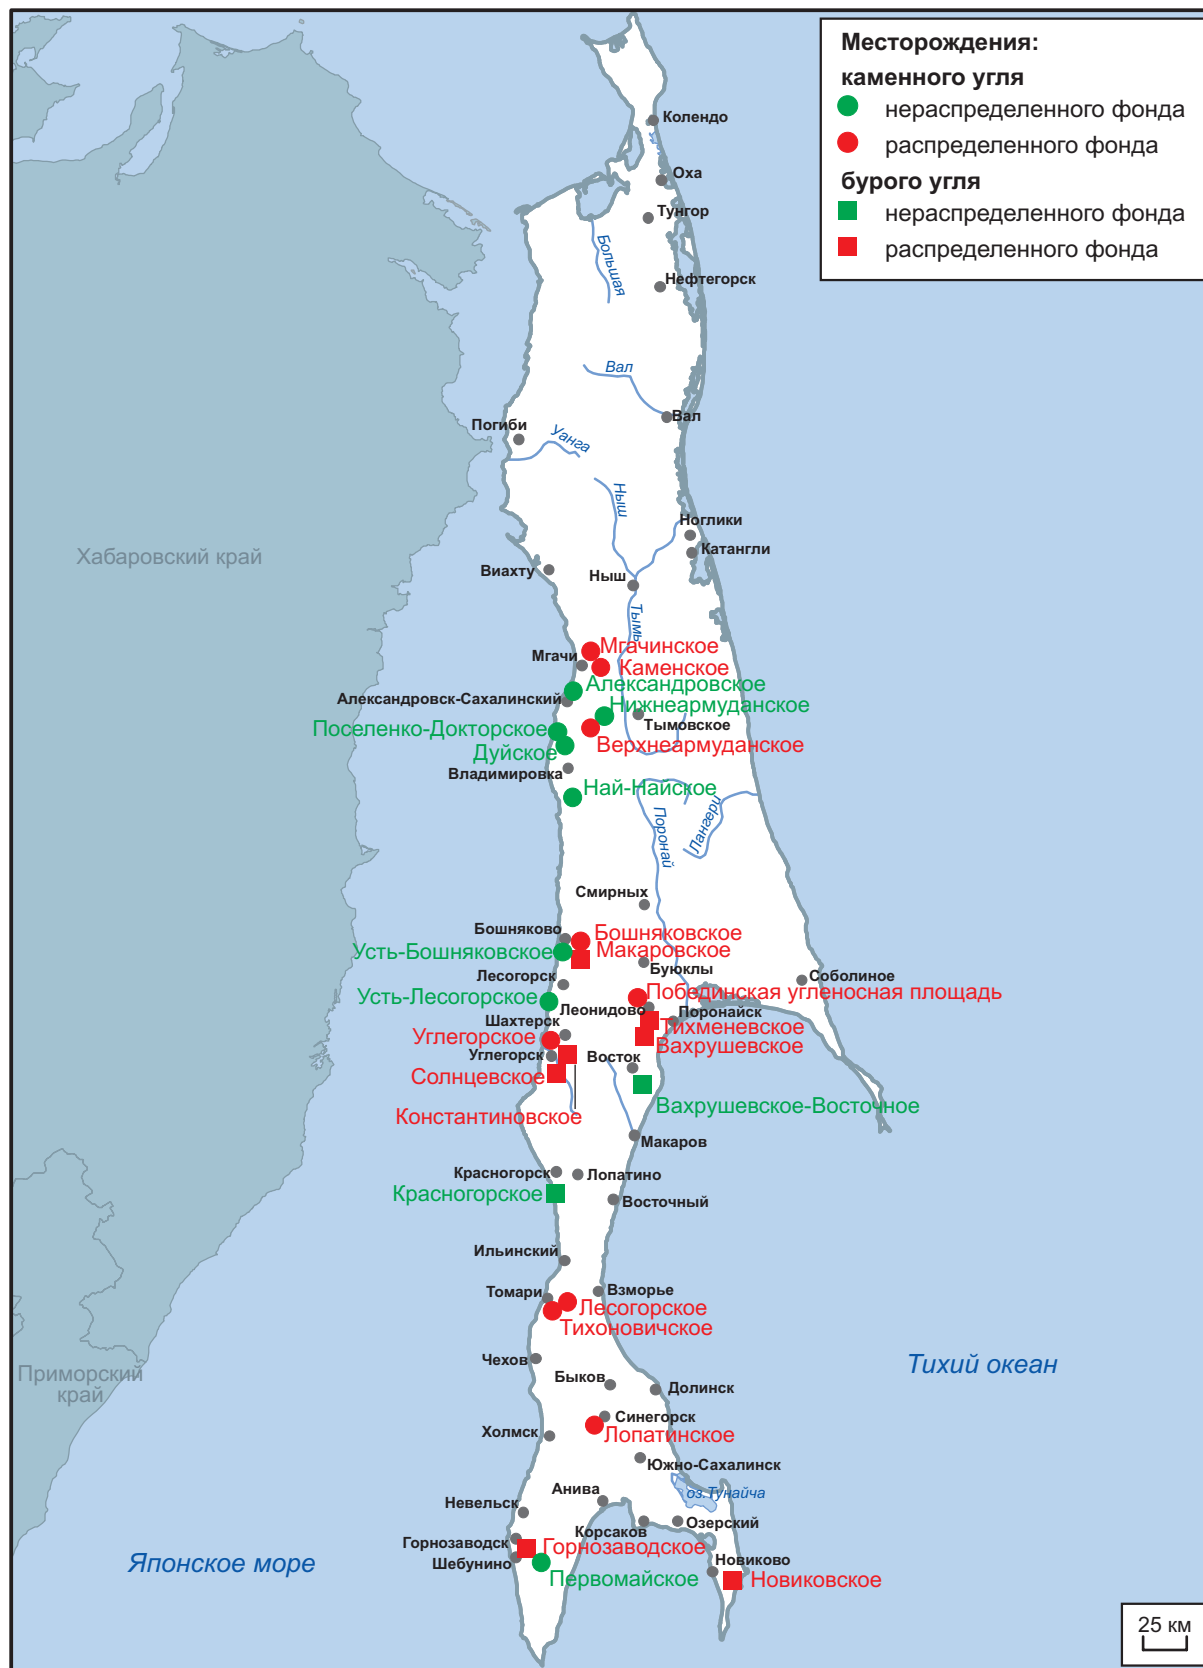 Месторождения:
каменного угля
нераспределенного фонда
распределенного фонда
бурого угля
нераспределенного фонда
распределенного фонда
Колендо
Оха
Тунгор
Большая
Нефтегорск
Вал
Вал
Погиби
Уанга
Ныш
Ноглики
Катангли
Хабаровский край
Виахту
Ныш
Тымь
Мгачинское
Мгачи
Каменское
Александровское
Александровск-Сахалинский
Нижнеармуданское
Тымовское
Поселенко-Докторское
Верхнеармуданское
Дуйское
Владимировка
Най-Найское
Поронай
Лангери
Смирных
Бошняково
Бошняковское
Усть-Бошняковское
Макаровское
Буюклы
Лесогорск
Соболиное
Усть-Лесогорское
Побединская угленосная площадь
Леонидово
Поронайск
Шахтерск
Тихменевское
Углегорское
Вахрушевское
Углегорск
Восток
Солнцевское
Вахрушевское-Восточное
Константиновское
Макаров
Красногорск
Лопатино
Красногорское
Восточный
Ильинский
Томари
Взморье
Лесогорское
Тихоновичское
Чехов
Приморский
край
Тихий океан
Быков
Долинск
Синегорск
Холмск
Лопатинское
Южно-Сахалинск
Анива
оз.Тунайча
Невельск
Корсаков
Озерский
Горнозаводск
Горнозаводское
Шебунино
Японское море
Первомайское
Новиково
Новиковское
25 км